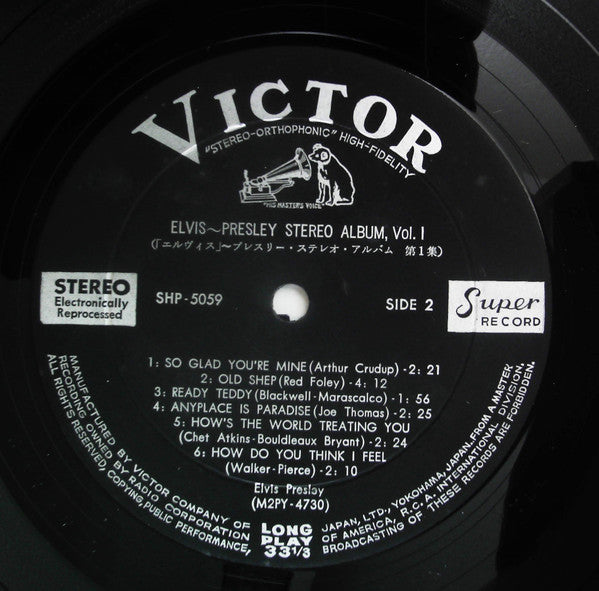 VICTOR
"STEREO-ORTHOPHONIC" HIGH-FIDELITY
"HIS MASTER'S VOICE"
ELVIS～PRESLEY STEREO ALBUM, Vol. 1
(「エルヴィス」～プレスリー・ステレオ・アルバム 第1集)
STEREO
Electronically
Reprocessed
SHP-5059
SIDE 2
Super
RECORD
1: SO GLAD YOU'RE MINE (Arthur Crudup) - 2: 21
2: OLD SHEP (Red Foley) - 4: 12
3: READY TEDDY (Blackwell-Marascalco) - 1: 56
4: ANYPLACE IS PARADISE (Joe Thomas) - 2: 25
5: HOW'S THE WORLD TREATING YOU
(Chet Atkins-Bouldleaux Bryant) - 2: 24
6: HOW DO YOU THINK I FEEL
(Walker-Pierce) - 2: 10
Elvis Presley
(M2PY-4730)
LONG
PLAY
33 1/3
MANUFACTURED BY VICTOR COMPANY OF JAPAN, LTD., YOKOHAMA, JAPAN. FROM A MASTER
RECORDING OWNED BY RADIO CORPORATION OF AMERICA, R.C.A. INTERNATIONAL DIVISION.
ALL RIGHTS RESERVED, COPYING, PUBLIC PERFORMANCE, BROADCASTING OF THESE RECORDS ARE FORBIDDEN.